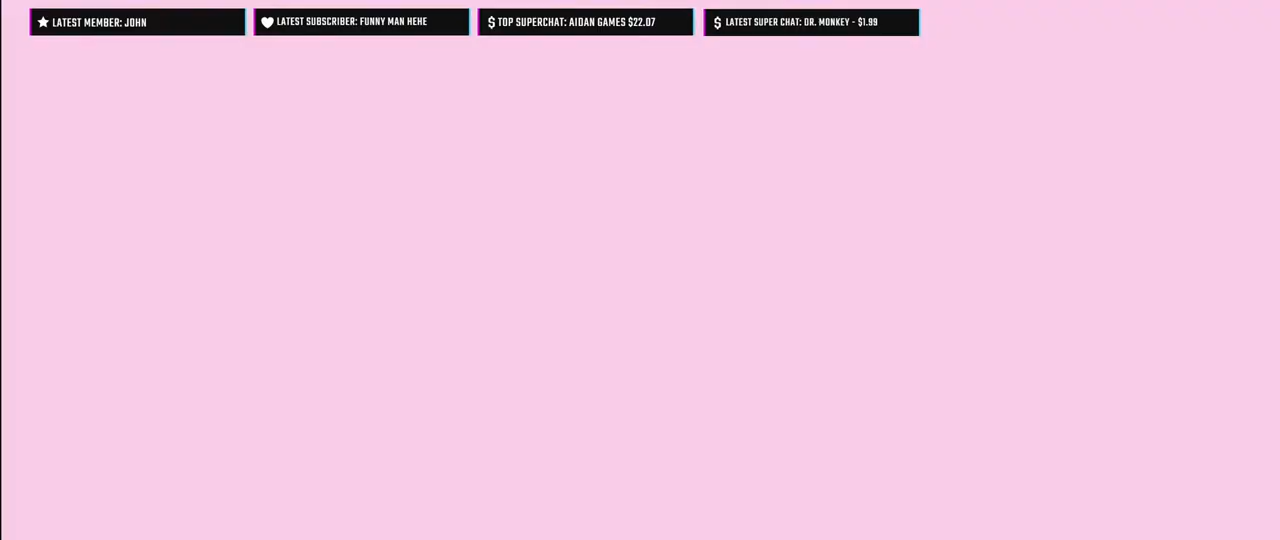 LATEST MEMBER: JOHN
LATEST SUBSCRIBER: FUNNY MAN HEHE
$ TOP SUPERCHAT: AIDAN GAMES $22.07
$ LATEST SUPER CHAT: DR. MONKEY - $1.99